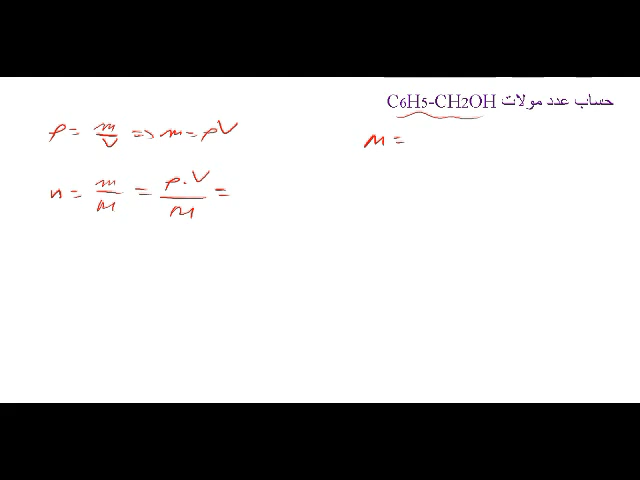 حساب عدد مولات C6H5-CH2OH
ρ = m/V => m = ρV
M =
n = m/M = ρ.V/M =